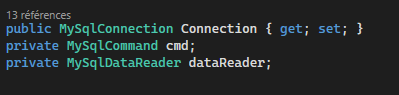 13 références
public MySqlConnection Connection { get; set; }
private MySqlCommand cmd;
private MySqlDataReader dataReader;